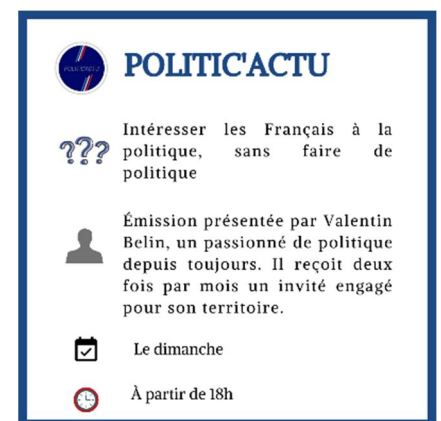 POLITIC'ACTU
POLITIC'ACTU
??? 
Intéresser les Français à la
politique, sans faire de
politique
Émission présentée par Valentin
Belin, un passionné de politique
depuis toujours. Il reçoit deux
fois par mois un invité engagé
pour son territoire.
Le dimanche
À partir de 18h